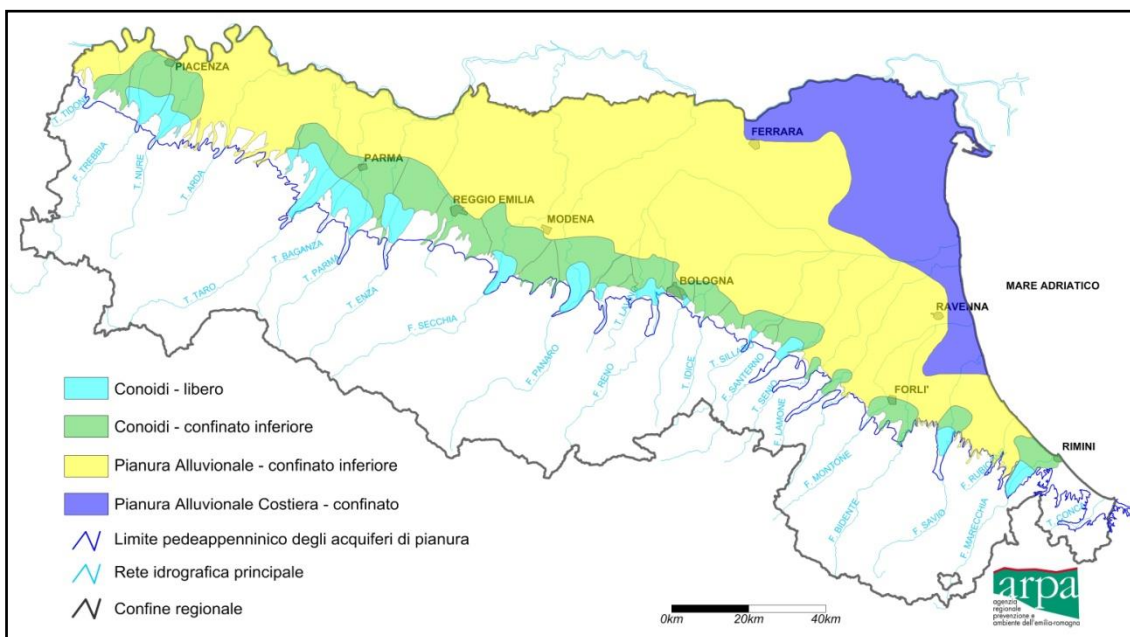 PIACENZA
T. TIDONE
F. TREBBIA
T. NURE
T. ARDA
PARMA
REGGIO EMILIA
MODENA
FERRARA
BOLOGNA
RAVENNA
MARE ADRIATICO
FORLI'
RIMINI
T. TARO
T. BAGANZA
T. PARMA
T. ENZA
F. SECCHIA
F. PANARO
F. RENO
T. IDICE
T. SILLARO
F. SANTERNO
T. SENIO
F. LAMONE
F. MONTONE
F. BIDENTE
F. SAVIO
F. MARECCHIA
T. CONCA
Conoidi - libero
Conoidi - confinato inferiore
Pianura Alluvionale - confinato inferiore
Pianura Alluvionale Costiera - confinato
Limite pedeappenninico degli acquiferi di pianura
Rete idrografica principale
Confine regionale
0km 20km 40km
arpa
agenzia
regionale
prevenzione e
ambiente dell'emilia-romagna